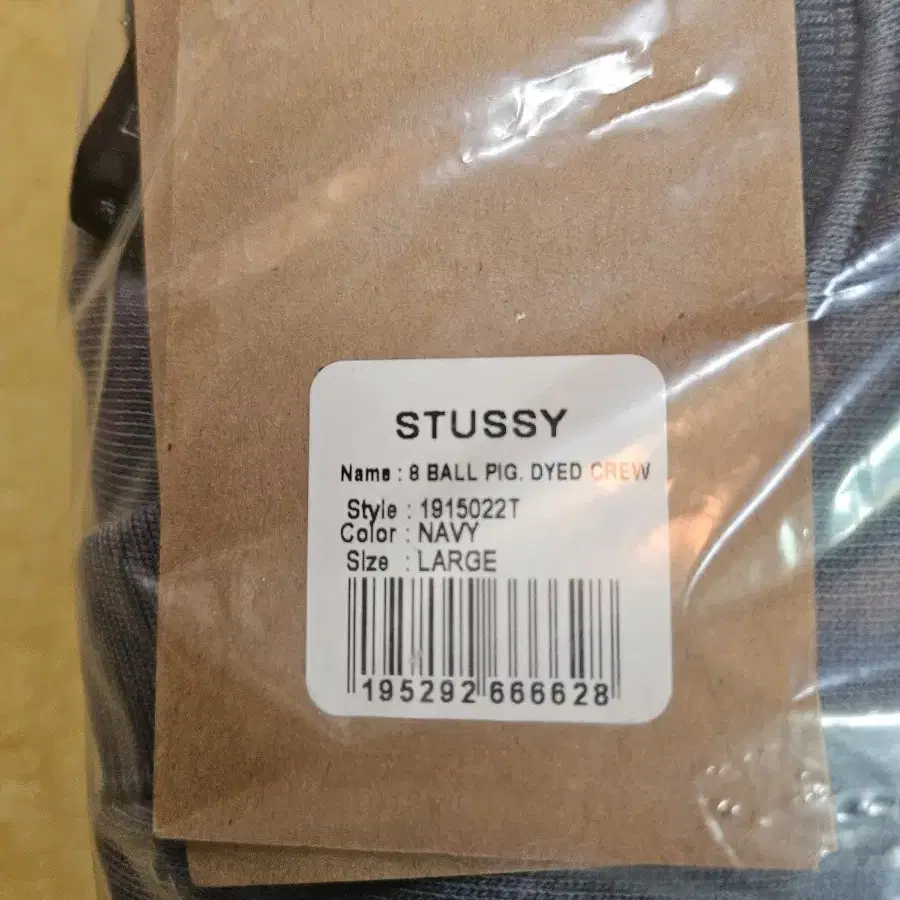 STUSSY
Name : 8 BALL PIG. DYED CREW
Style : 1915022T
Color : NAVY
Size : LARGE
195292 666628